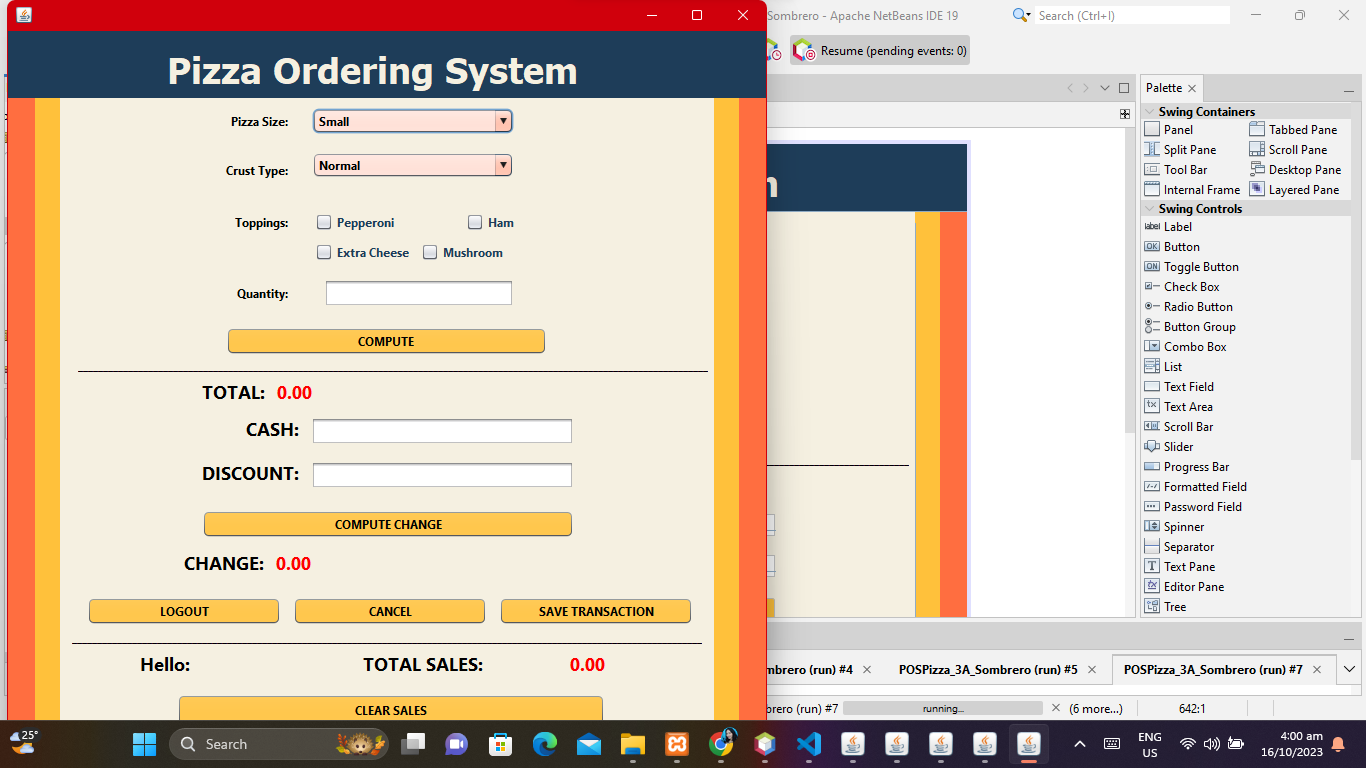 Sombrero - Apache NetBeans IDE 19
Search (Ctrl+I)
Resume (pending events: 0)
Pizza Ordering System
Pizza Size:
Small
Crust Type:
Normal
Toppings:
Pepperoni
Ham
Extra Cheese
Mushroom
Quantity:
COMPUTE
TOTAL: 0.00
CASH:
DISCOUNT:
COMPUTE CHANGE
CHANGE: 0.00
LOGOUT
CANCEL
SAVE TRANSACTION
Hello:
TOTAL SALES: 0.00
CLEAR SALES
Palette
Swing Containers
Panel
Tabbed Pane
Split Pane
Scroll Pane
Tool Bar
Desktop Pane
Internal Frame
Layered Pane
Swing Controls
label Label
OK Button
ON Toggle Button
Check Box
Radio Button
Button Group
Combo Box
List
Text Field
Text Area
Scroll Bar
Slider
Progress Bar
Formatted Field
Password Field
Spinner
Separator
Text Pane
Editor Pane
Tree
mbrero (run) #4
POSPizza_3A_Sombrero (run) #5
POSPizza_3A_Sombrero (run) #7
rero (run) #7
running...
(6 more...)
642:1
25°
Search
ENG
US
4:00 am
16/10/2023